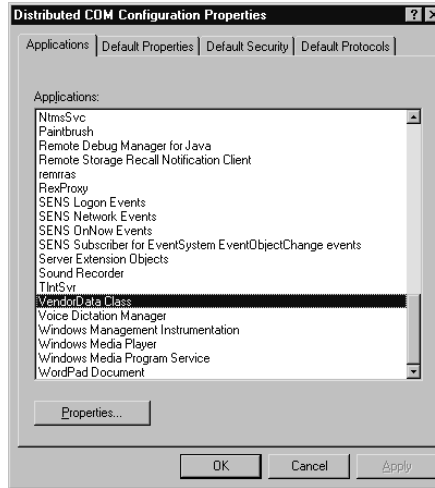 Distributed COM Configuration Properties
Applications Default Properties Default Security Default Protocols
Applications:
NtmsSvc
Paintbrush
Remote Debug Manager for Java
Remote Storage Recall Notification Client
remrras
RexProxy
SENS Logon Events
SENS Network Events
SENS OnNow Events
SENS Subscriber for EventSystem EventObjectChange events
Server Extension Objects
Sound Recorder
TlntSvr
VendorData Class
Voice Dictation Manager
Windows Management Instrumentation
Windows Media Player
Windows Media Program Service
WordPad Document
Properties...
OK Cancel Apply